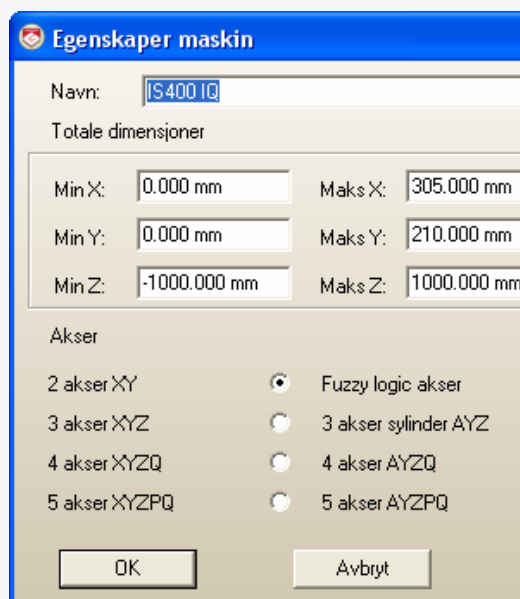 Egenskaper maskin
Navn: IS400 IQ
Totale dimensjoner
Min X: 0.000 mm Maks X: 305.000 mm
Min Y: 0.000 mm Maks Y: 210.000 mm
Min Z: -1000.000 mm Maks Z: 1000.000 mm
Akser
2 akser XY Fuzzy logic akser
3 akser XYZ 3 akser sylinder AYZ
4 akser XYZQ 4 akser AYZQ
5 akser XYZPQ 5 akser AYZPQ
OK Avbryt